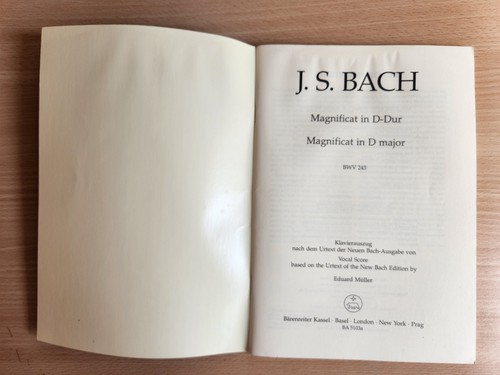 J. S. BACH
Magnificat in D-Dur
Magnificat in D major
BWV 243
Klavierauszug
nach dem Urtext der Neuen Bach-Ausgabe von
Vocal Score
based on the Urtext of the New Bach Edition by
Eduard Müller
Bärenreiter Kassel · Basel · London · New York · Prag
BA 5103a